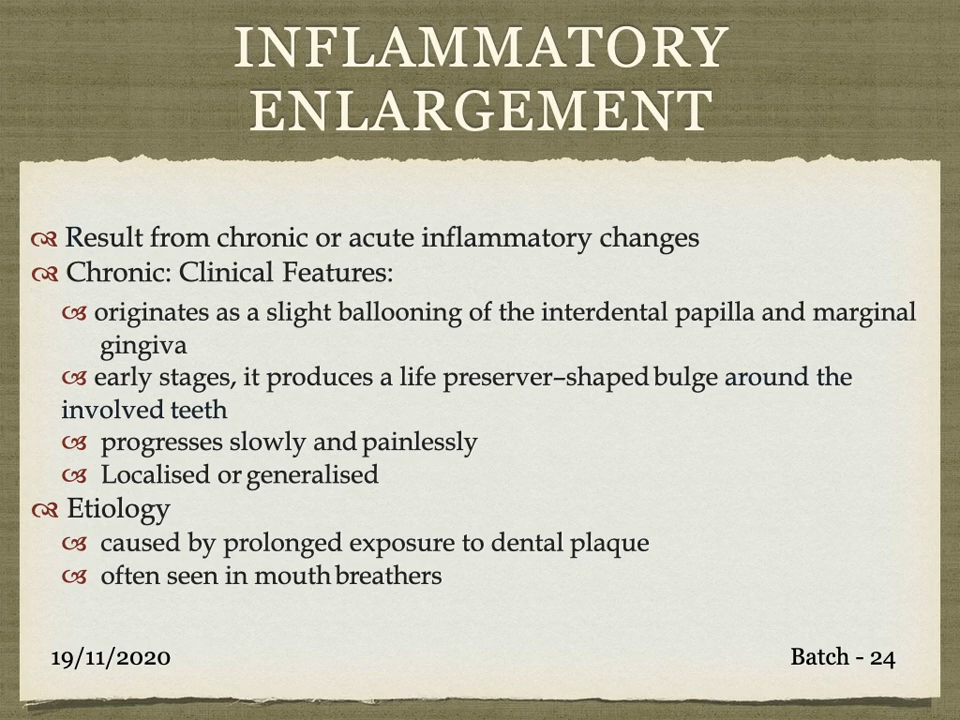 INFLAMMATORY
ENLARGEMENT
Result from chronic or acute inflammatory changes
Chronic: Clinical Features:
originates as a slight ballooning of the interdental papilla and marginal
gingiva
early stages, it produces a life preserver–shaped bulge around the
involved teeth
progresses slowly and painlessly
Localised or generalised
Etiology
caused by prolonged exposure to dental plaque
often seen in mouth breathers
19/11/2020
Batch - 24